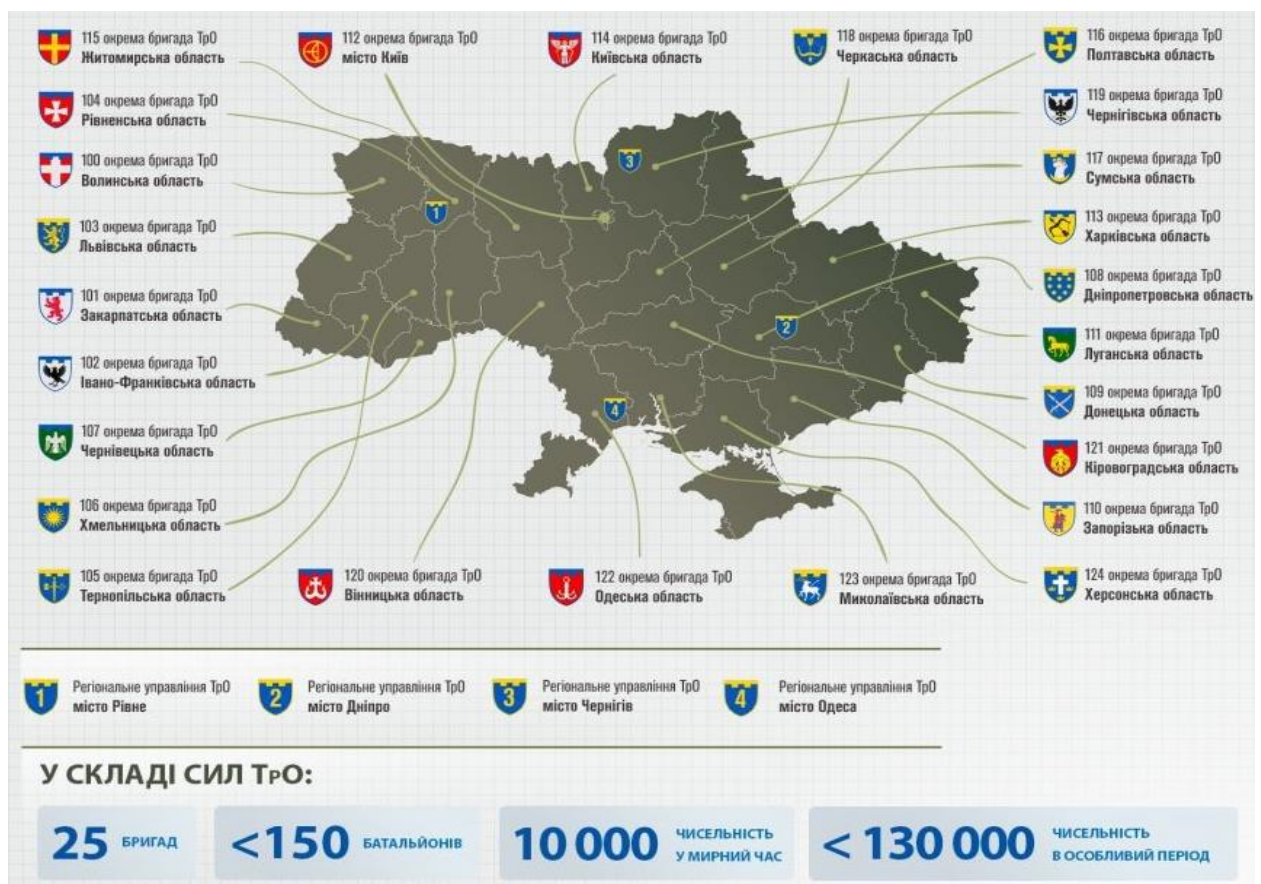 115 окрема бригада ТрО
Житомирська область
112 окрема бригада ТрО
місто Київ
114 окрема бригада ТрО
Київська область
118 окрема бригада ТрО
Черкаська область
116 окрема бригада ТрО
Полтавська область
104 окрема бригада ТрО
Рівненська область
100 окрема бригада ТрО
Волинська область
103 окрема бригада ТрО
Львівська область
101 окрема бригада ТрО
Закарпатська область
102 окрема бригада ТрО
Івано-Франківська область
107 окрема бригада ТрО
Чернівецька область
106 окрема бригада ТрО
Хмельницька область
105 окрема бригада ТрО
Тернопільська область
1
3
2
4
119 окрема бригада ТрО
Чернігівська область
117 окрема бригада ТрО
Сумська область
113 окрема бригада ТрО
Харківська область
108 окрема бригада ТрО
Дніпропетровська область
111 окрема бригада ТрО
Луганська область
109 окрема бригада ТрО
Донецька область
121 окрема бригада ТрО
Кіровоградська область
110 окрема бригада ТрО
Запорізька область
124 окрема бригада ТрО
Херсонська область
120 окрема бригада ТрО
Вінницька область
122 окрема бригада ТрО
Одеська область
123 окрема бригада ТрО
Миколаївська область
1 Регіональне управління ТрО
місто Рівне
2 Регіональне управління ТрО
місто Дніпро
3 Регіональне управління ТрО
місто Чернігів
4 Регіональне управління ТрО
місто Одеса
У СКЛАДІ СИЛ ТРО:
25 БРИГАД
<150 БАТАЛЬЙОНІВ
10 000 ЧИСЕЛЬНІСТЬ
У МИРНИЙ ЧАС
< 130 000 ЧИСЕЛЬНІСТЬ
В ОСОБЛИВИЙ ПЕРІОД